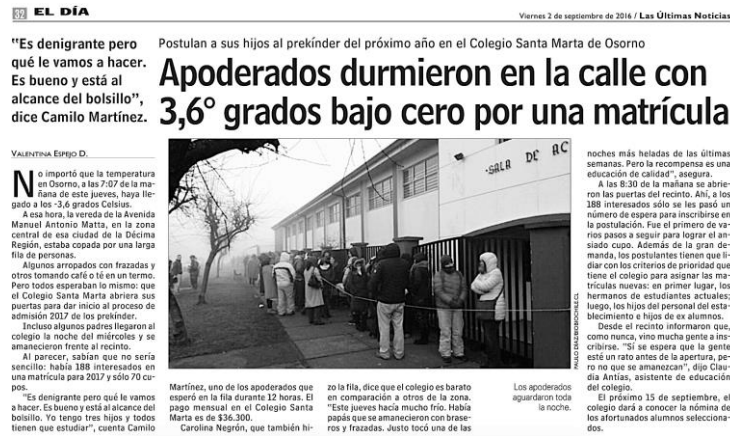 32 EL DÍA
Viernes 2 de septiembre de 2016 / Las Últimas Noticias
"Es denigrante pero
qué le vamos a hacer.
Es bueno y está al
alcance del bolsillo",
dice Camilo Martínez.
Postulan a sus hijos al prekínder del próximo año en el Colegio Santa Marta de Osorno
Apoderados durmieron en la calle con
3,6° grados bajo cero por una matrícula
VALENTINA ESPEJO D.
No importó que la temperatura
en Osorno, a las 7:07 de la ma-
ñana de este jueves, haya lle-
gado a los -3,6 grados Celsius.
A esa hora, la vereda de la Avenida
Manuel Antonio Matta, en la zona
central de esa ciudad de la Décima
Región, estaba copada por una larga
fila de personas.
Algunos arropados con frazadas y
otros tomando café o té en un termo.
Pero todos esperaban lo mismo: que
el Colegio Santa Marta abriera sus
puertas para dar inicio al proceso de
admisión 2017 de los prekínder.
Incluso algunos padres llegaron al
colegio la noche del miércoles y se
amanecieron frente al recinto.
Al parecer, sabían que no sería
sencillo: había 188 interesados en
una matrícula para 2017 y sólo 70 cu-
pos.
"Es denigrante pero qué le vamos
a hacer. Es bueno y está al alcance del
bolsillo. Yo tengo tres hijos y todos
tienen que estudiar", cuenta Camilo
SALA DE AC
PAULO DÍAZ/BIOBIOCHILE.CL
Martínez, uno de los apoderados que
esperó en la fila durante 12 horas. El
pago mensual en el Colegio Santa
Marta es de $36.300.
Carolina Negrón, que también hi-
zo la fila, dice que el colegio es barato
en comparación a otros de la zona.
"Este jueves hacía mucho frío. Había
papás que se amanecieron con brase-
ros y frazadas. Justo tocó una de las
Los apoderados
aguardaron toda
la noche.
noches más heladas de las últimas
semanas. Pero la recompensa es una
educación de calidad", asegura.
A las 8:30 de la mañana se abrie-
ron las puertas del recinto. Ahí, a los
188 interesados sólo se les pasó un
número de espera para inscribirse en
la postulación. Fue el primero de va-
rios pasos a seguir para lograr el an-
siado cupo. Además de la gran de-
manda, los postulantes tienen que li-
diar con los criterios de prioridad que
tiene el colegio para asignar las ma-
trículas nuevas: en primer lugar, los
hermanos de estudiantes actuales;
luego, los hijos del personal del esta-
blecimiento e hijos de ex alumnos.
Desde el recinto informaron que,
como nunca, vino mucha gente a ins-
cribirse. "Sí se espera que la gente
esté un rato antes de la apertura, pe-
ro no que se amanezcan", dijo Clau-
dia Antías, asistente de educación
del colegio.
El próximo 15 de septiembre, el
colegio dará a conocer la nómina de
los afortunados alumnos selecciona-
dos.